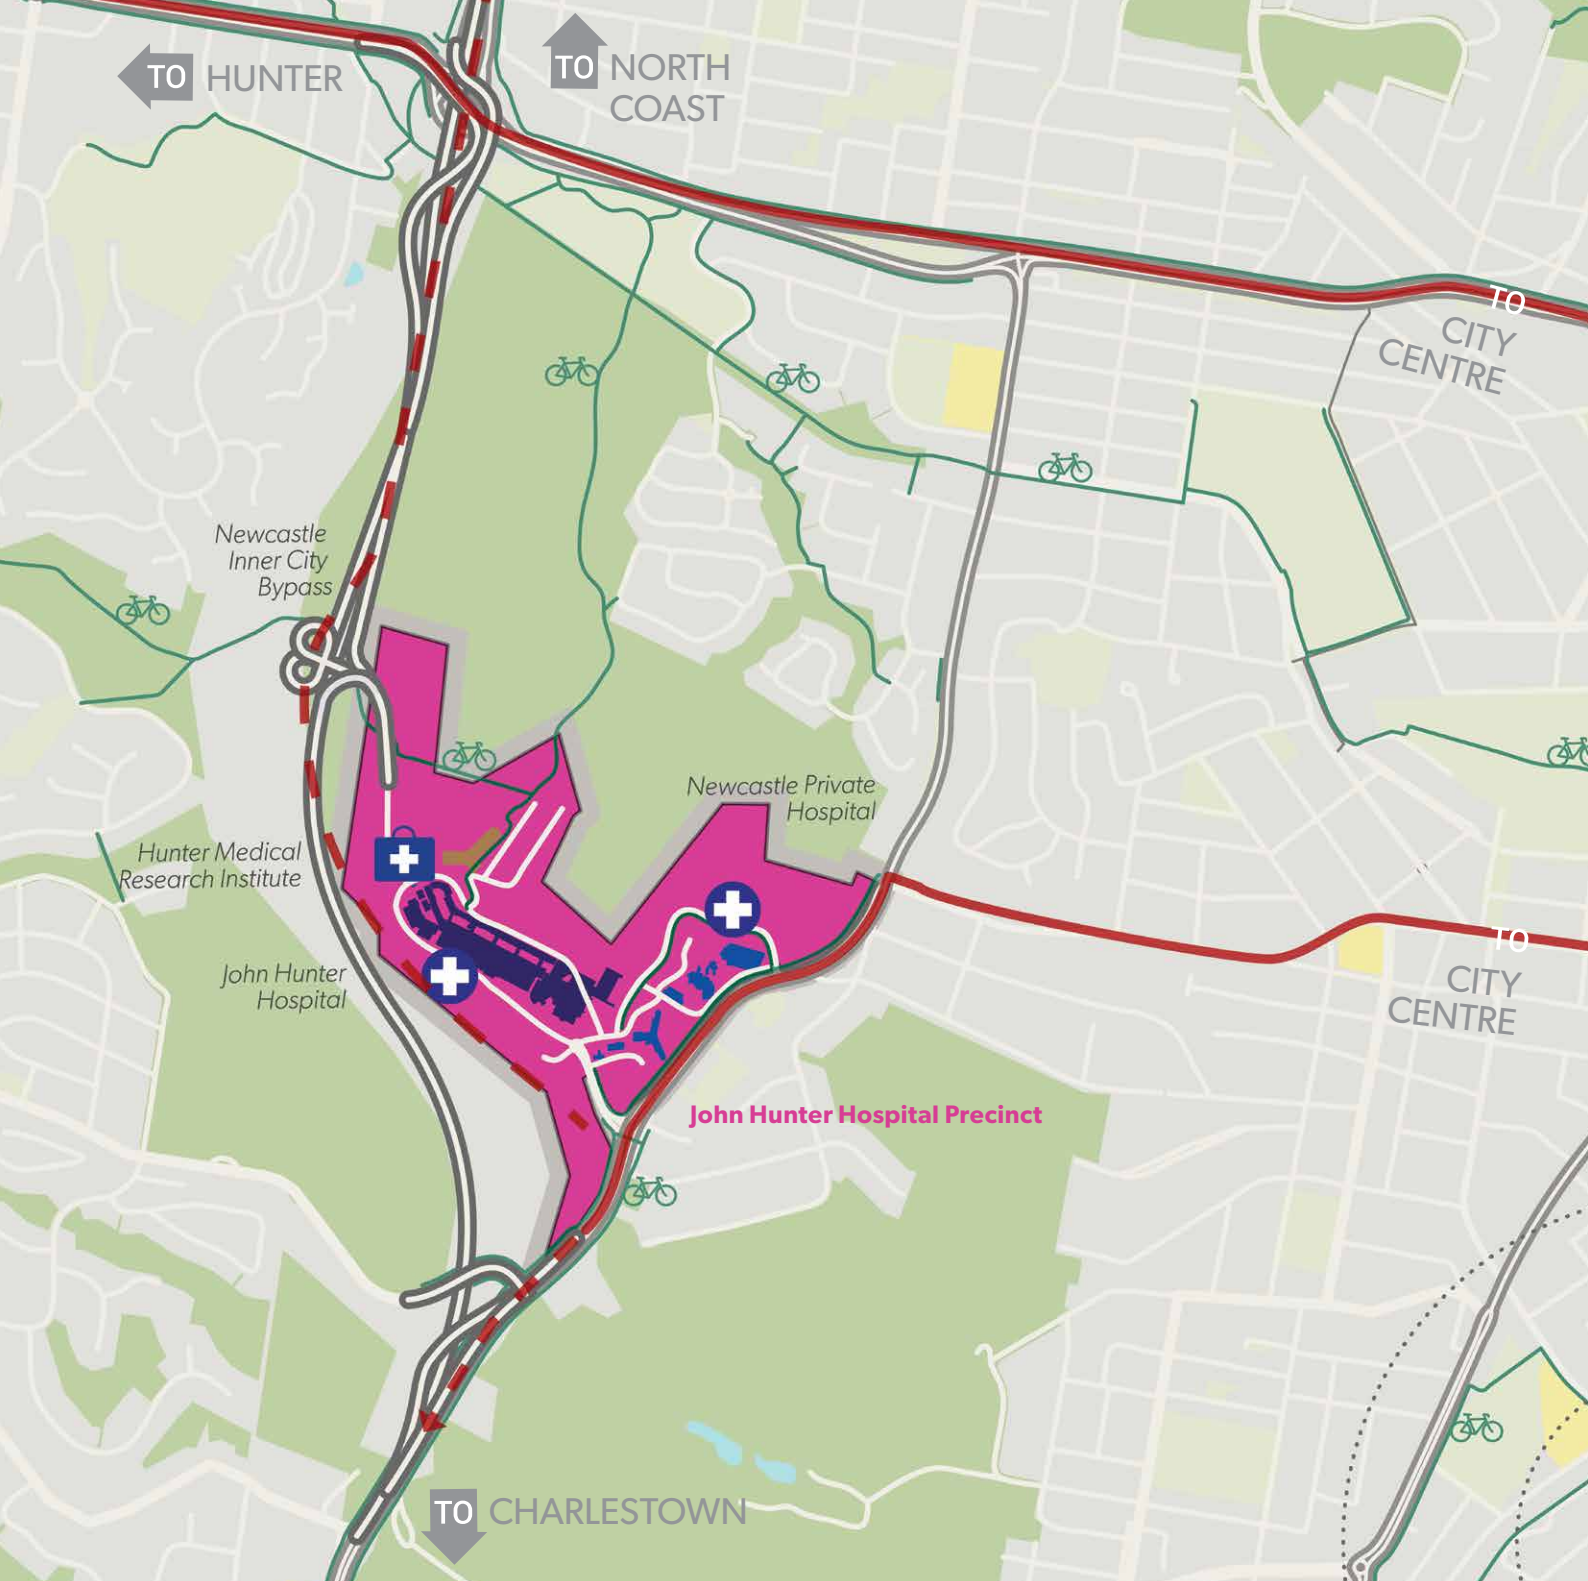 TO HUNTER
TO NORTH
COAST
TO
CITY
CENTRE
Newcastle
Inner City
Bypass
Newcastle Private
Hospital
Hunter Medical
Research Institute
TO
CITY
CENTRE
John Hunter
Hospital
John Hunter Hospital Precinct
TO CHARLESTOWN